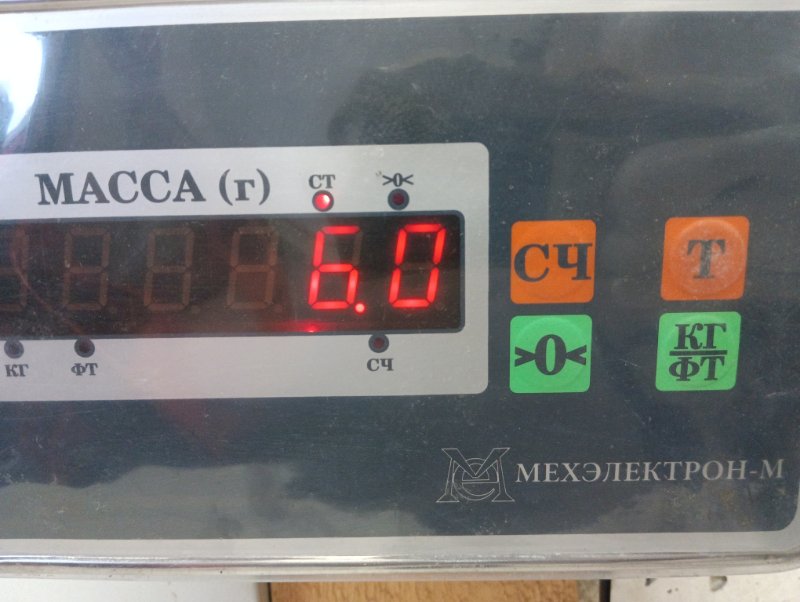 МАССА (г)
СТ >0<
6.0
КГ ФТ СЧ
СЧ Т
>0< КГ/ФТ
МЕХЭЛЕКТРОН-М